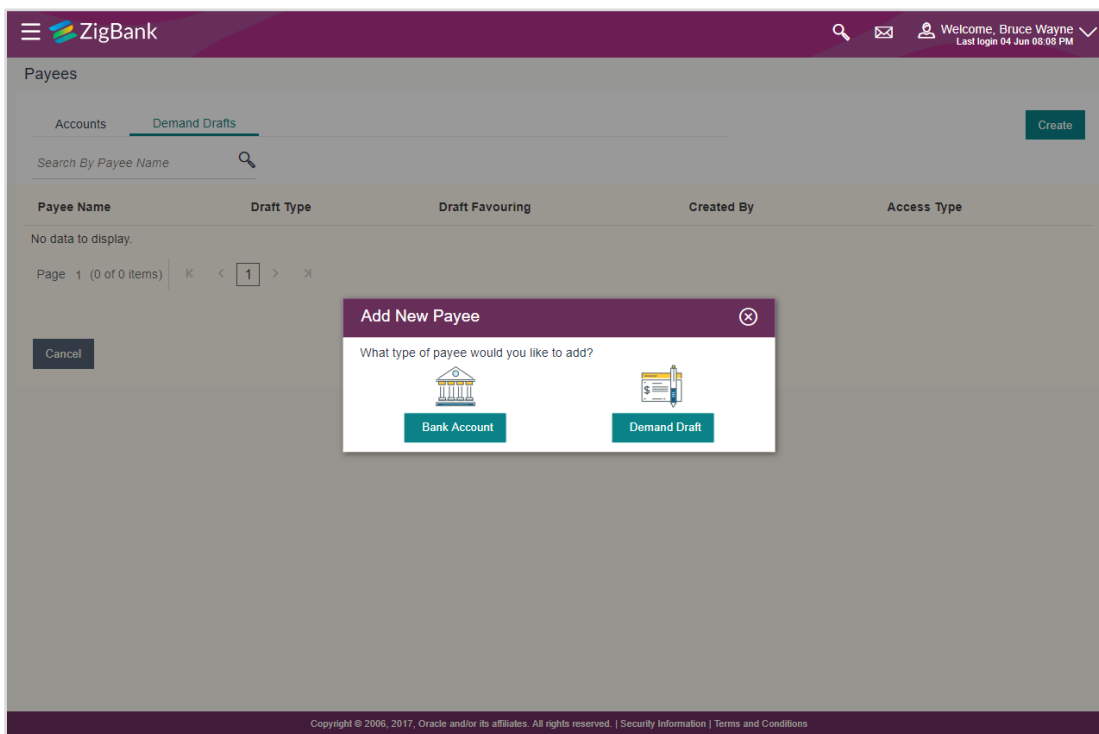 ZigBank
Welcome, Bruce Wayne
Last login 04 Jun 08:08 PM
Payees
Accounts Demand Drafts Create
Search By Payee Name
Payee Name Draft Type Draft Favouring Created By Access Type
No data to display.
Page 1 (0 of 0 items) 1
Add New Payee
What type of payee would you like to add?
$
Bank Account Demand Draft
Cancel
Copyright © 2006, 2017, Oracle and/or its affiliates. All rights reserved. | Security Information | Terms and Conditions